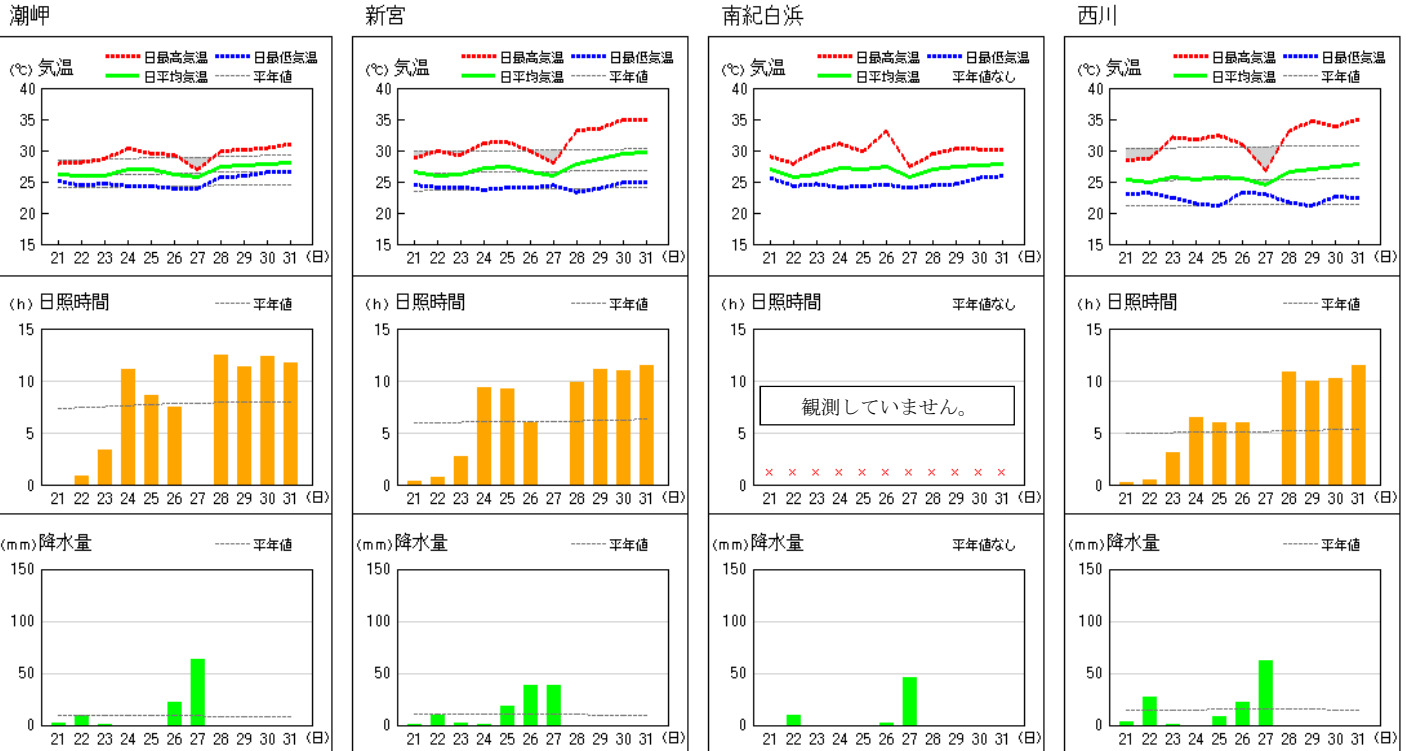 潮岬
(℃) 気温
日最高気温 日最低気温
日平均気温 平年値
40
35
30
25
20
15
21 22 23 24 25 26 27 28 29 30 31 (日)
(h) 日照時間
平年値
15
10
5
0
21 22 23 24 25 26 27 28 29 30 31 (日)
(mm)降水量
平年値
150
100
50
0
21 22 23 24 25 26 27 28 29 30 31 (日)
新宮
(℃) 気温
日最高気温 日最低気温
日平均気温 平年値
40
35
30
25
20
15
21 22 23 24 25 26 27 28 29 30 31 (日)
(h) 日照時間
平年値
15
10
5
0
21 22 23 24 25 26 27 28 29 30 31 (日)
(mm)降水量
平年値
150
100
50
0
21 22 23 24 25 26 27 28 29 30 31 (日)
南紀白浜
(℃) 気温
日最高気温 日最低気温
日平均気温 平年値なし
40
35
30
25
20
15
21 22 23 24 25 26 27 28 29 30 31 (日)
(h) 日照時間
平年値なし
15
10
5
0
観測していません。
21 22 23 24 25 26 27 28 29 30 31 (日)
(mm)降水量
平年値なし
150
100
50
0
21 22 23 24 25 26 27 28 29 30 31 (日)
西川
(℃) 気温
日最高気温 日最低気温
日平均気温 平年値
40
35
30
25
20
15
21 22 23 24 25 26 27 28 29 30 31 (日)
(h) 日照時間
平年値
15
10
5
0
21 22 23 24 25 26 27 28 29 30 31 (日)
(mm)降水量
平年値
150
100
50
0
21 22 23 24 25 26 27 28 29 30 31 (日)